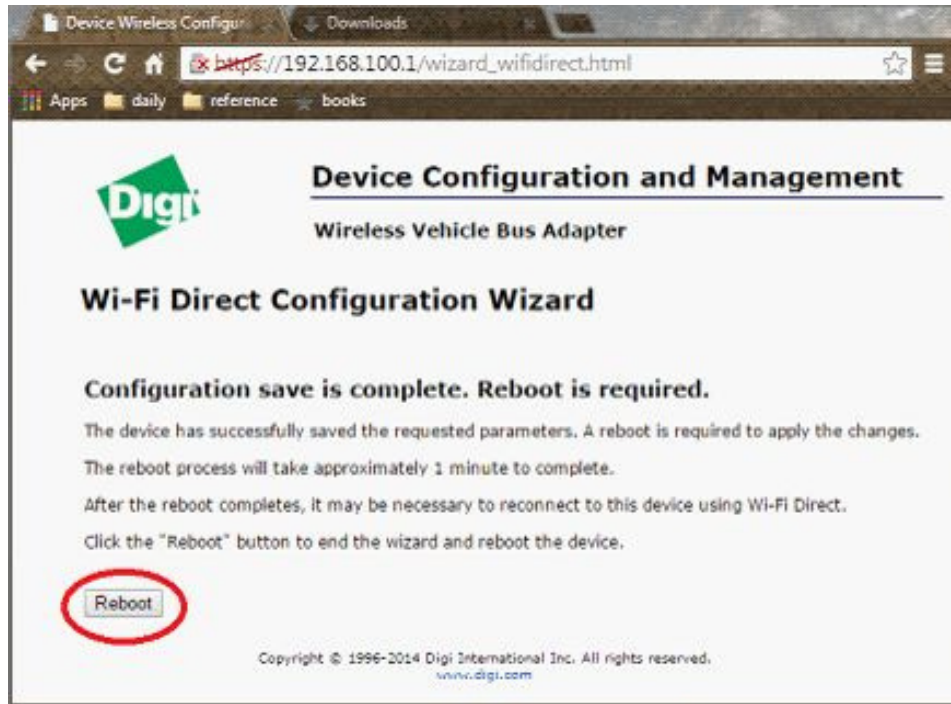 Device Wireless Configur
Downloads
https://192.168.100.1/wizard_wifidirect.html
Apps daily reference books
Digi
Device Configuration and Management
Wireless Vehicle Bus Adapter
Wi-Fi Direct Configuration Wizard
Configuration save is complete. Reboot is required.
The device has successfully saved the requested parameters. A reboot is required to apply the changes.
The reboot process will take approximately 1 minute to complete.
After the reboot completes, it may be necessary to reconnect to this device using Wi-Fi Direct.
Click the "Reboot" button to end the wizard and reboot the device.
Reboot
Copyright © 1996-2014 Digi International Inc. All rights reserved.
www.digi.com